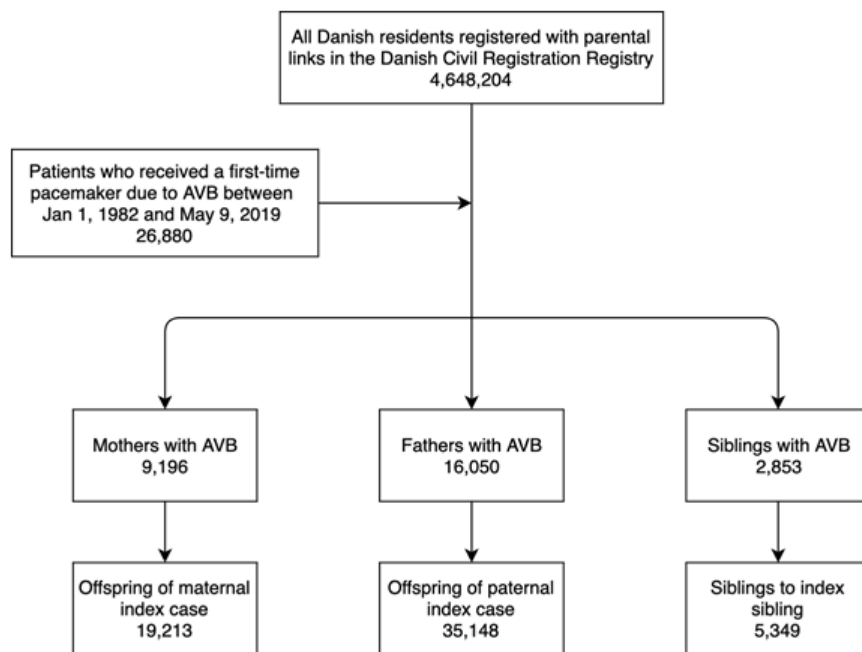 All Danish residents registered with parental
links in the Danish Civil Registration Registry
4,648,204
Patients who received a first-time
pacemaker due to AVB between
Jan 1, 1982 and May 9, 2019
26,880
Mothers with AVB
9,196
Fathers with AVB
16,050
Siblings with AVB
2,853
Offspring of maternal
index case
19,213
Offspring of paternal
index case
35,148
Siblings to index
sibling
5,349